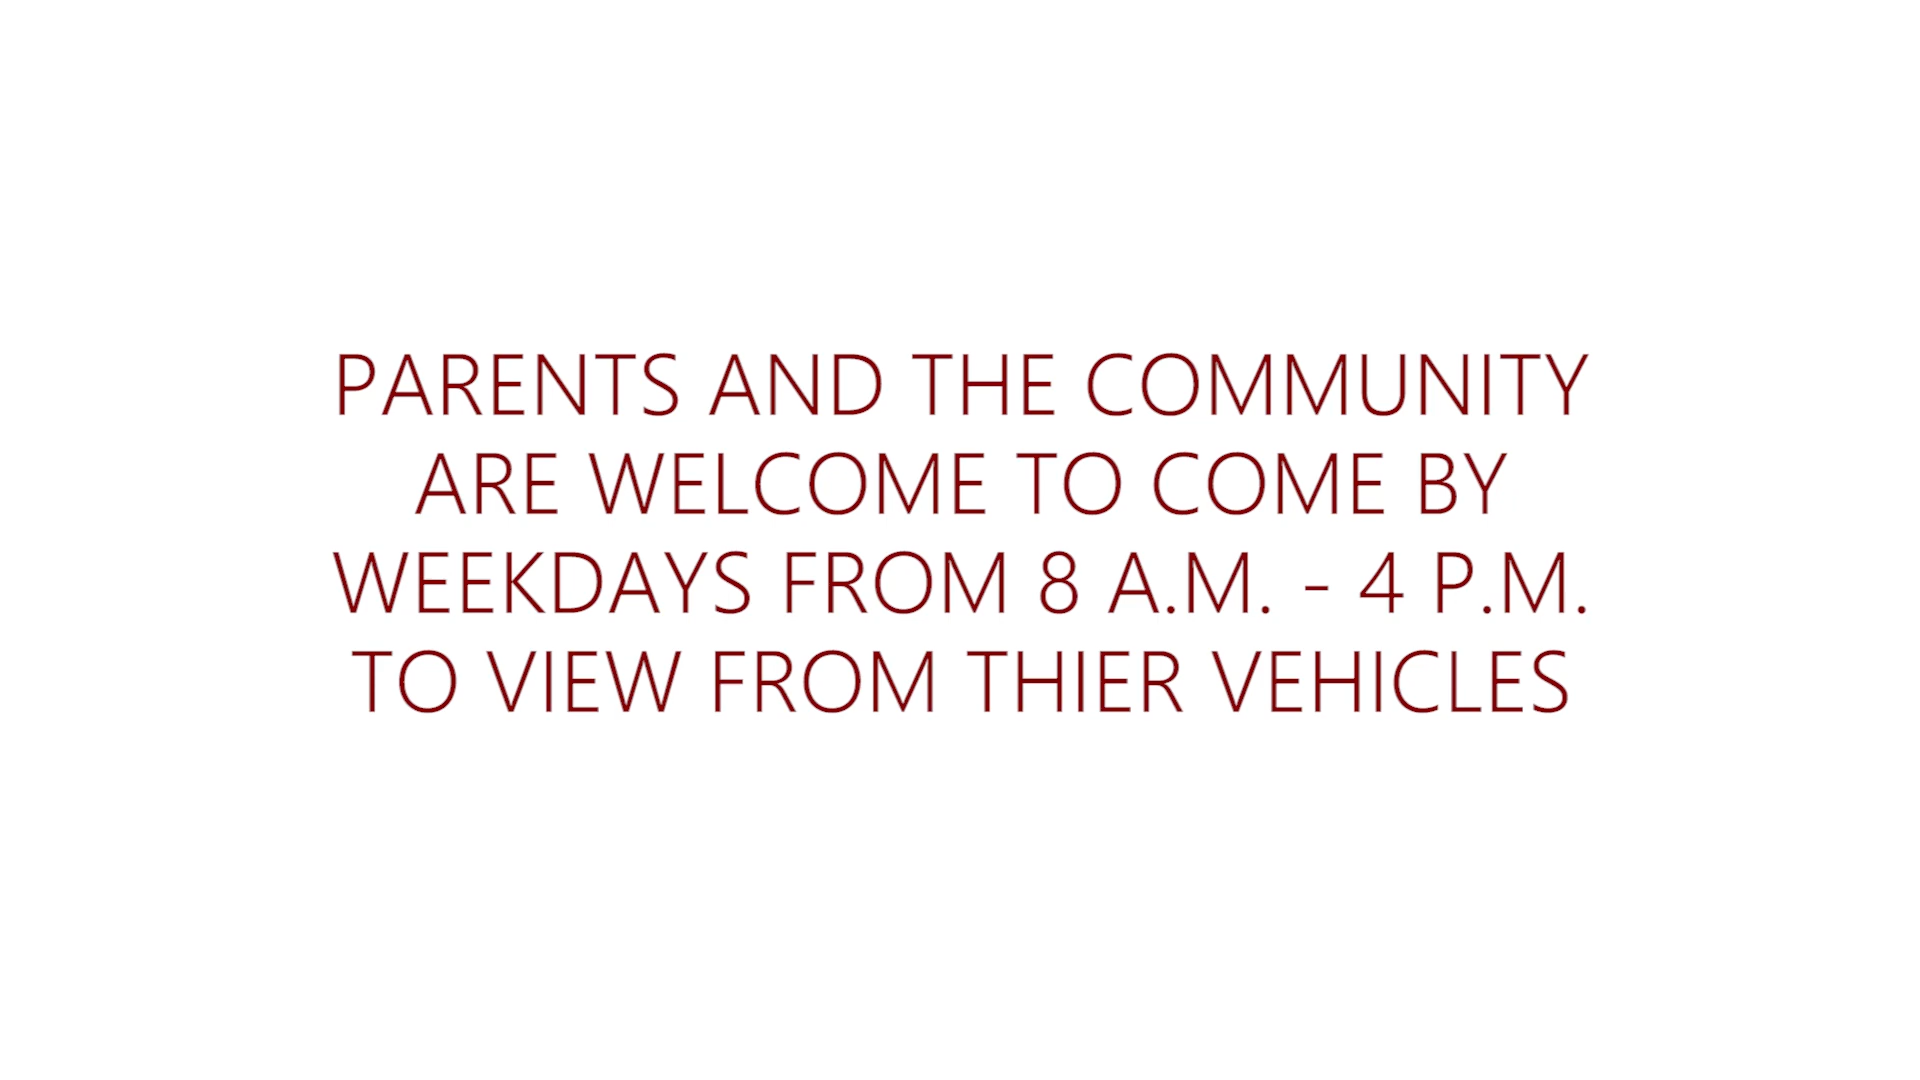 PARENTS AND THE COMMUNITY
ARE WELCOME TO COME BY
WEEKDAYS FROM 8 A.M. - 4 P.M.
TO VIEW FROM THIER VEHICLES